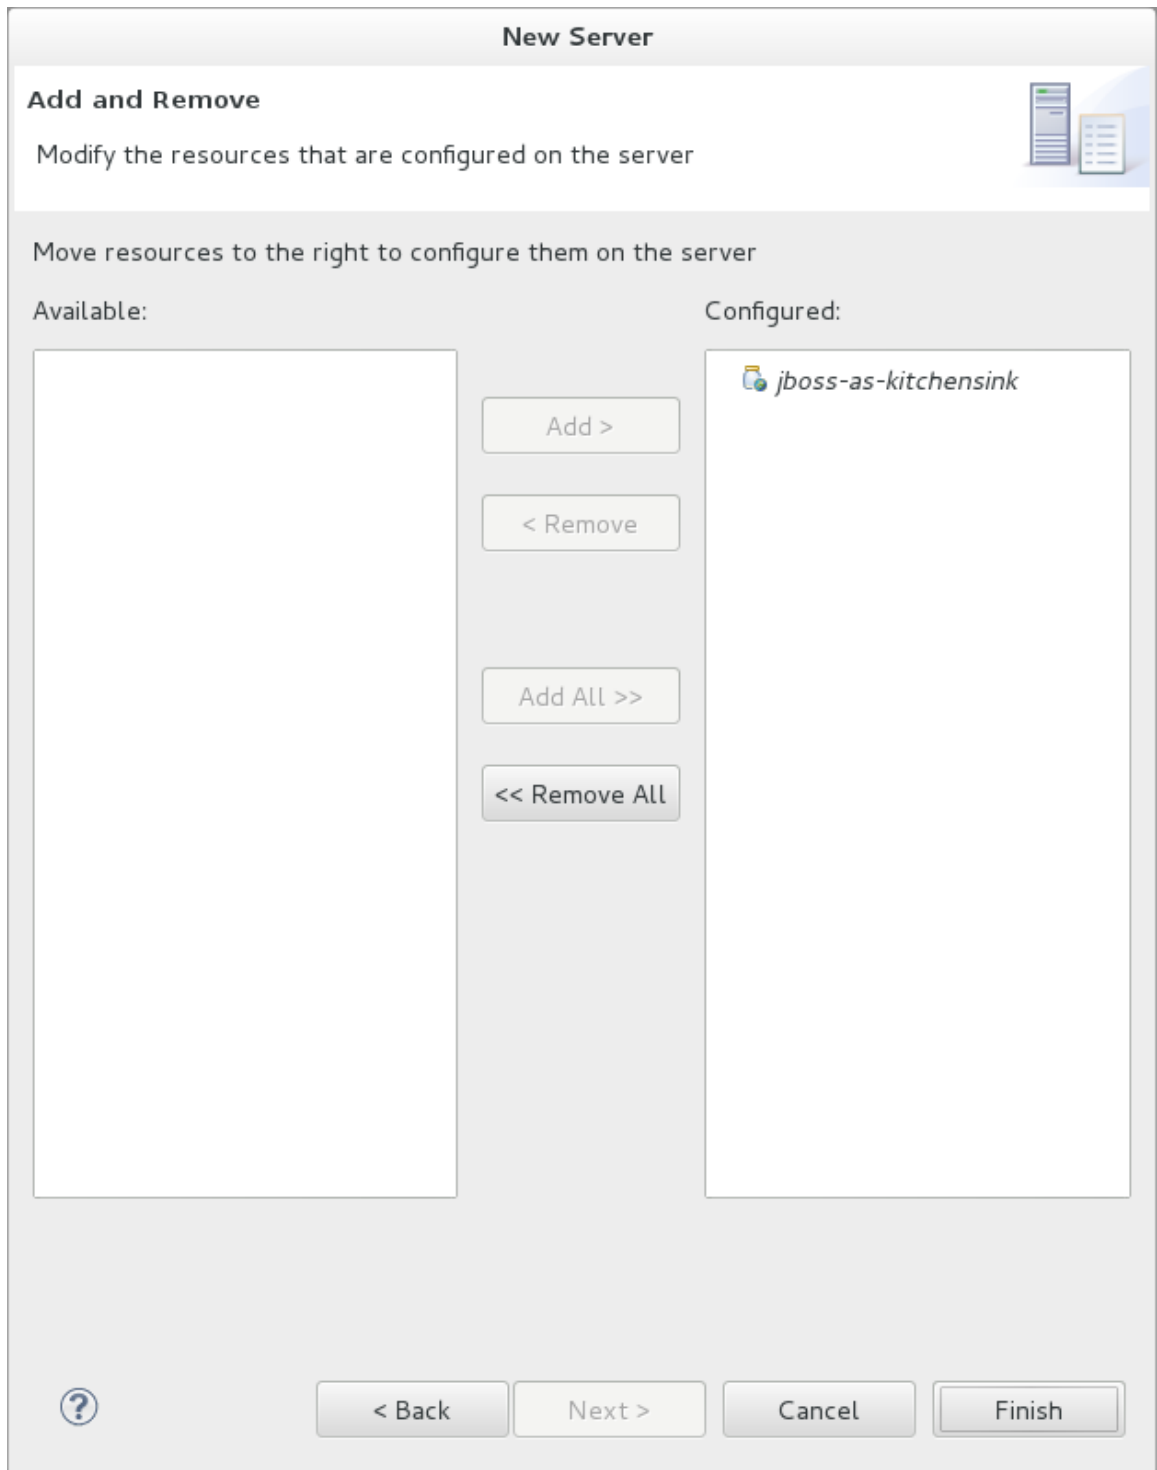 New Server
Add and Remove
Modify the resources that are configured on the server
Move resources to the right to configure them on the server
Available:
Configured:
jboss-as-kitchensink
Add >
< Remove
Add All >>
<< Remove All
?
< Back
Next >
Cancel
Finish